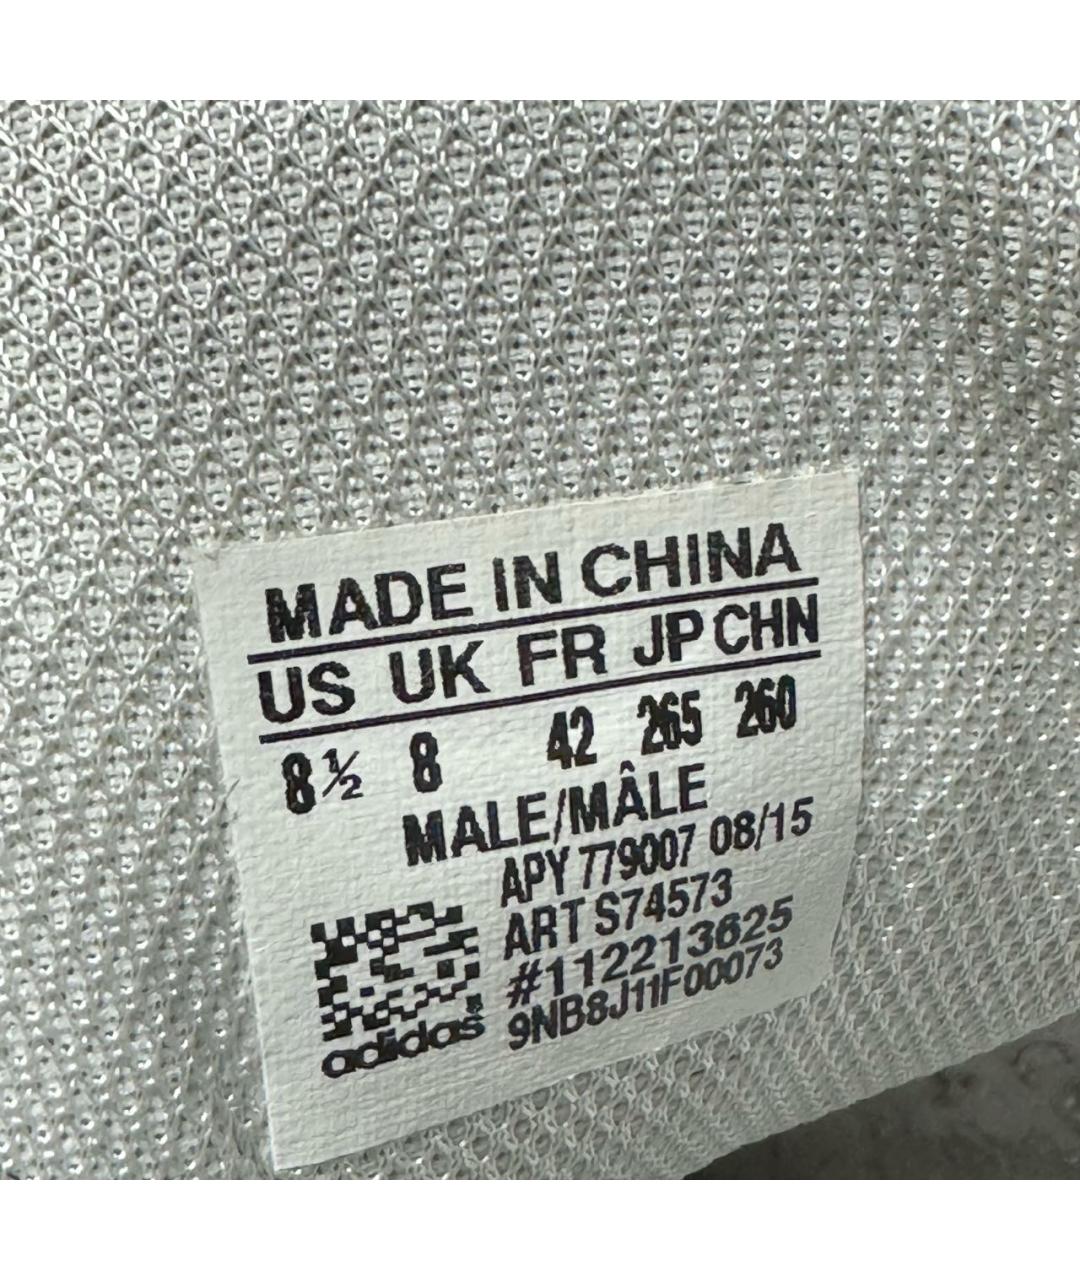 MADE IN CHINA
US UK FR JP CHN
8½ 8 42 265 260
MALE/MÂLE
APY 779007 08/15
ART S74573
#112213625
9NB8J11F00073
adidas